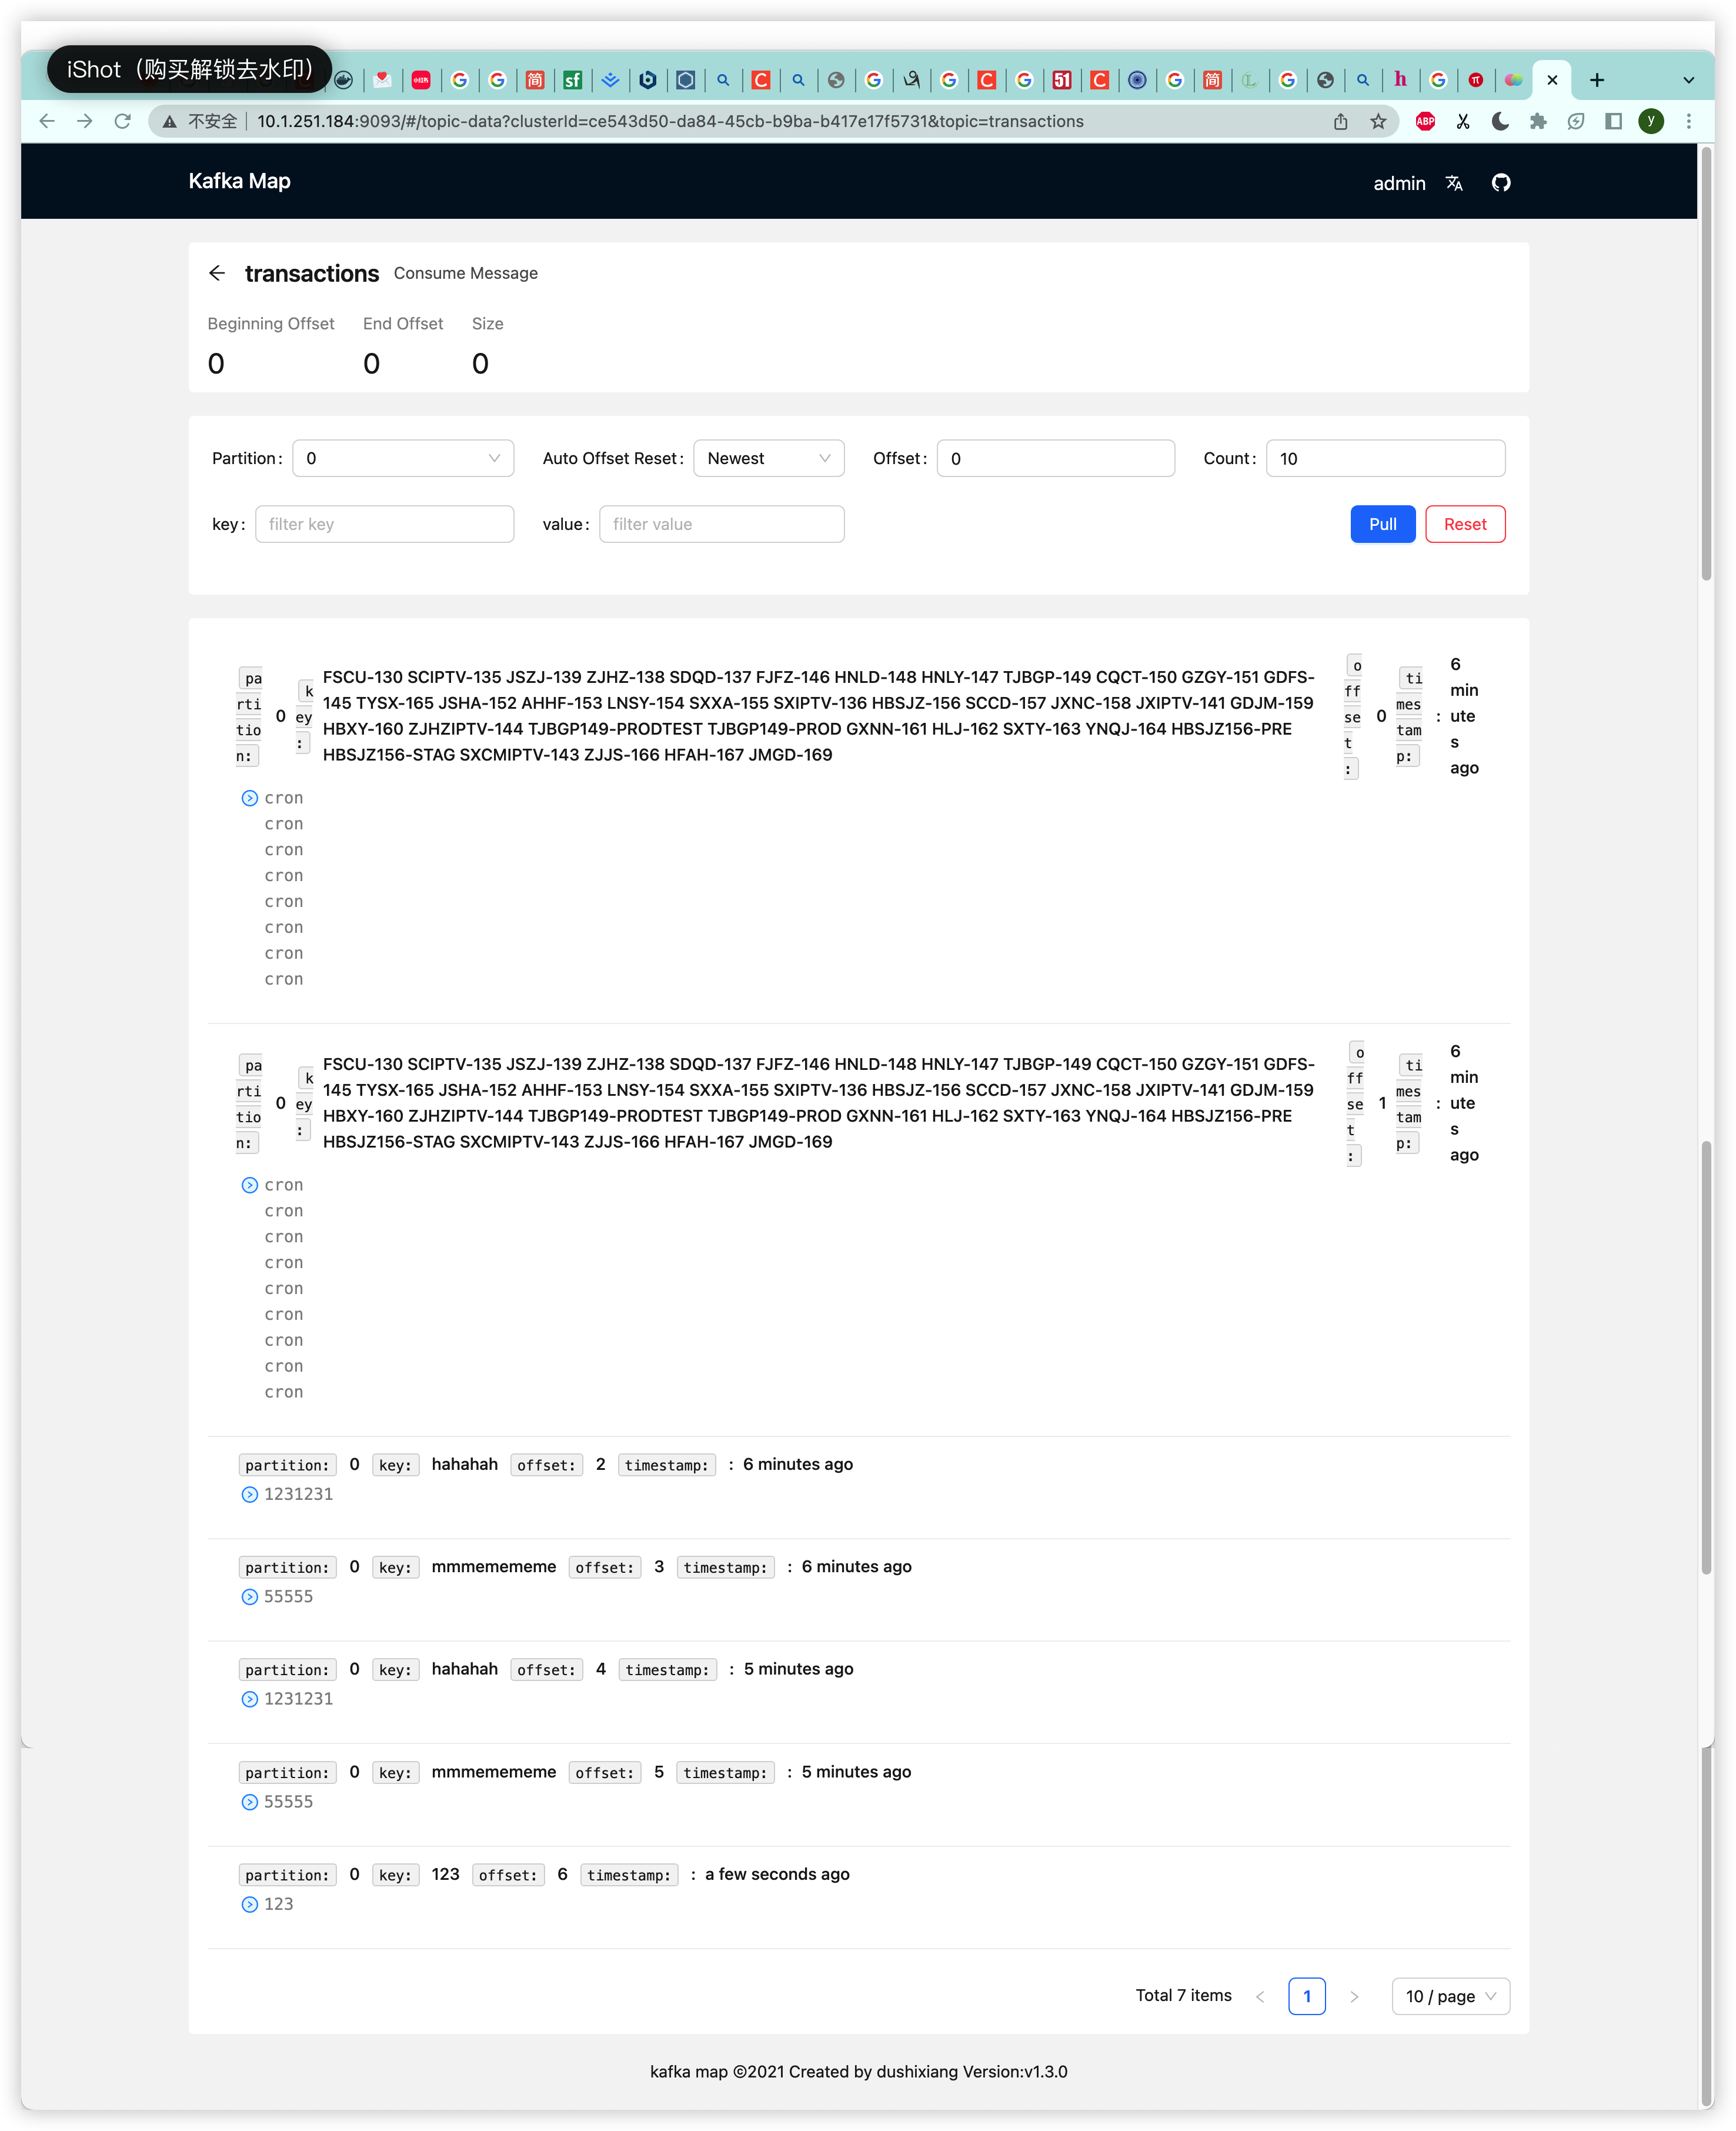 iShot（购买解锁去水印）
不安全 10.1.251.184:9093/#/topic-data?clusterId=ce543d50-da84-45cb-b9ba-b417e17f5731&topic=transactions
Kafka Map admin
transactions Consume Message
Beginning Offset End Offset Size
0 0 0
Partition: 0 Auto Offset Reset: Newest Offset: 0 Count: 10
key: filter key value: filter value Pull Reset
partition: 0 key:
FSCU-130 SCIPTV-135 JSZJ-139 ZJHZ-138 SDQD-137 FJFZ-146 HNLD-148 HNLY-147 TJBGP-149 CQCT-150 GZGY-151 GDFS-
145 TYSX-165 JSHA-152 AHHF-153 LNSY-154 SXXA-155 SXIPTV-136 HBSJZ-156 SCCD-157 JXNC-158 JXIPTV-141 GDJM-159
HBXY-160 ZJHZIPTV-144 TJBGP149-PRODTEST TJBGP149-PROD GXNN-161 HLJ-162 SXTY-163 YNQJ-164 HBSJZ156-PRE
HBSJZ156-STAG SXCMIPTV-143 ZJJS-166 HFAH-167 JMGD-169
offset: 0 timestamp: : 6 minutes ago
cron
cron
cron
cron
cron
cron
cron
cron
partition: 0 key:
FSCU-130 SCIPTV-135 JSZJ-139 ZJHZ-138 SDQD-137 FJFZ-146 HNLD-148 HNLY-147 TJBGP-149 CQCT-150 GZGY-151 GDFS-
145 TYSX-165 JSHA-152 AHHF-153 LNSY-154 SXXA-155 SXIPTV-136 HBSJZ-156 SCCD-157 JXNC-158 JXIPTV-141 GDJM-159
HBXY-160 ZJHZIPTV-144 TJBGP149-PRODTEST TJBGP149-PROD GXNN-161 HLJ-162 SXTY-163 YNQJ-164 HBSJZ156-PRE
HBSJZ156-STAG SXCMIPTV-143 ZJJS-166 HFAH-167 JMGD-169
offset: 1 timestamp: : 6 minutes ago
cron
cron
cron
cron
cron
cron
cron
cron
cron
partition: 0 key: hahahah offset: 2 timestamp: : 6 minutes ago
1231231
partition: 0 key: mmmemememe offset: 3 timestamp: : 6 minutes ago
55555
partition: 0 key: hahahah offset: 4 timestamp: : 5 minutes ago
1231231
partition: 0 key: mmmemememe offset: 5 timestamp: : 5 minutes ago
55555
partition: 0 key: 123 offset: 6 timestamp: : a few seconds ago
123
Total 7 items 1 10 / page
kafka map ©2021 Created by dushixiang Version:v1.3.0